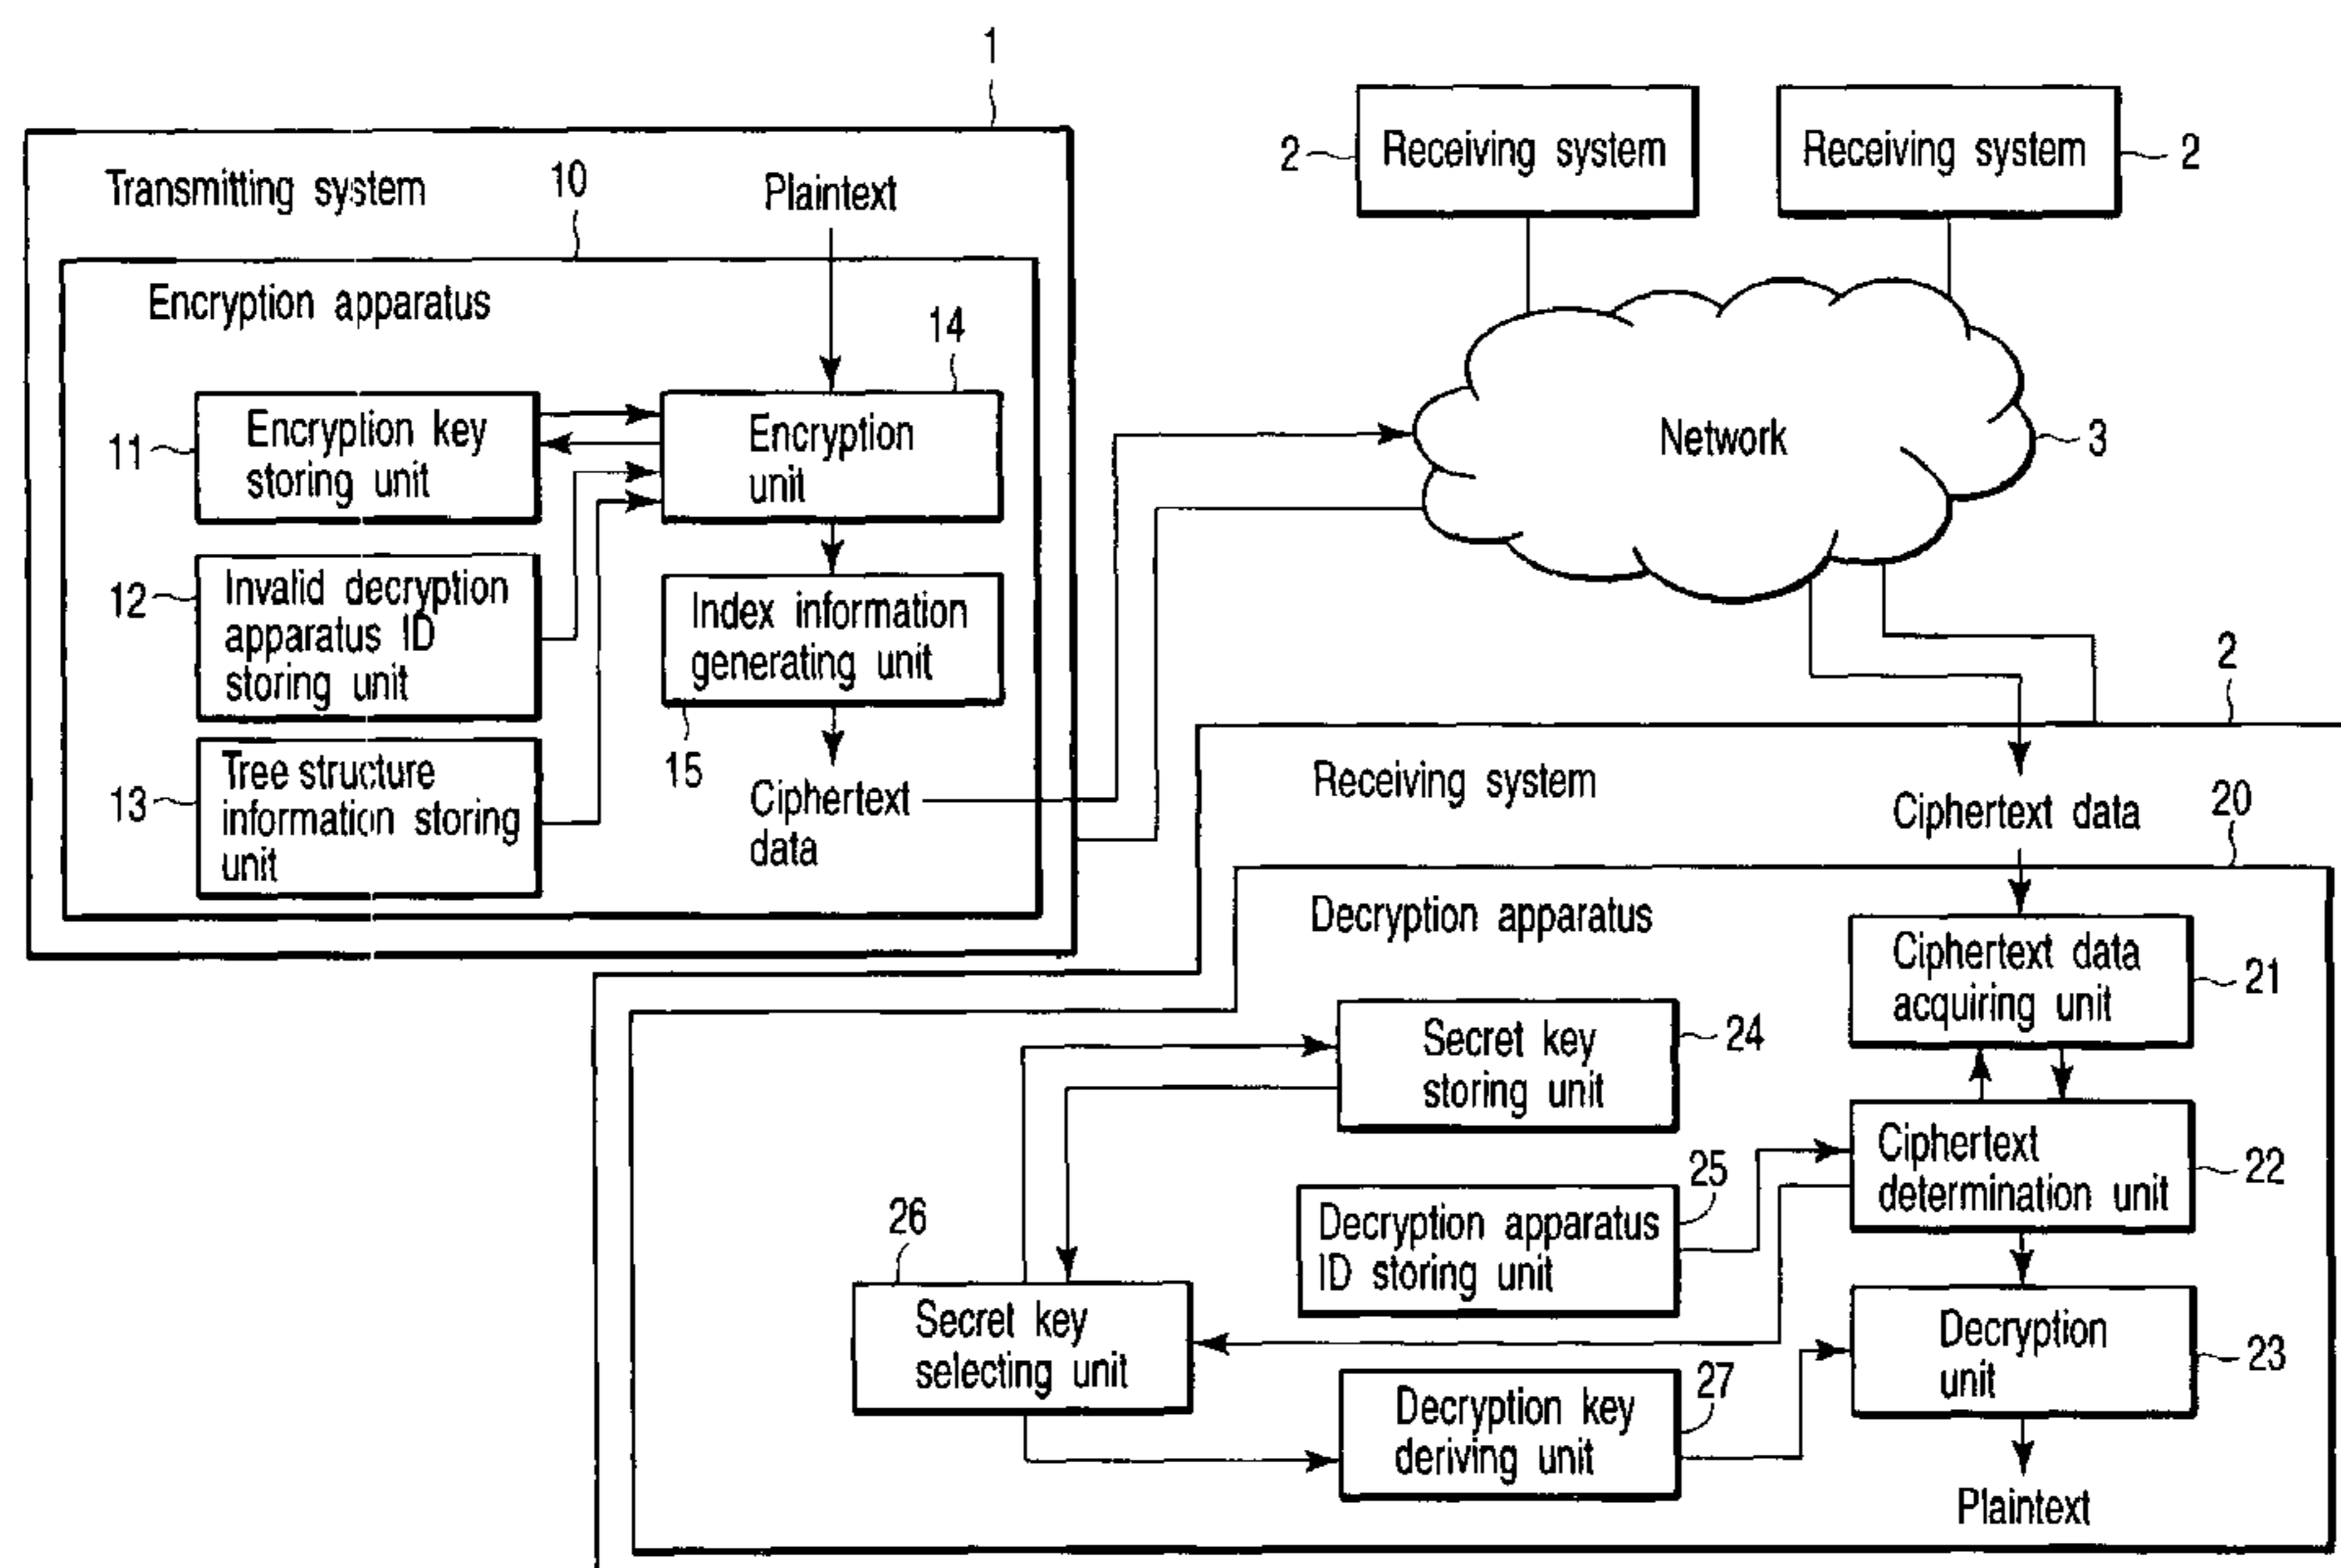 1
Transmitting system
10
Plaintext
Encryption apparatus
14
11
Encryption key
storing unit
Encryption
unit
12
Invalid decryption
apparatus ID
storing unit
Index information
generating unit
15
13
Tree structure
information storing
unit
Ciphertext
data
2
Receiving system
Receiving system
2
Network
3
2
Receiving system
Ciphertext data
20
Decryption apparatus
Ciphertext data
acquiring unit
21
Secret key
storing unit
24
Ciphertext
determination unit
22
25
Decryption apparatus
ID storing unit
26
Secret key
selecting unit
Decryption
unit
23
27
Decryption key
deriving unit
Plaintext